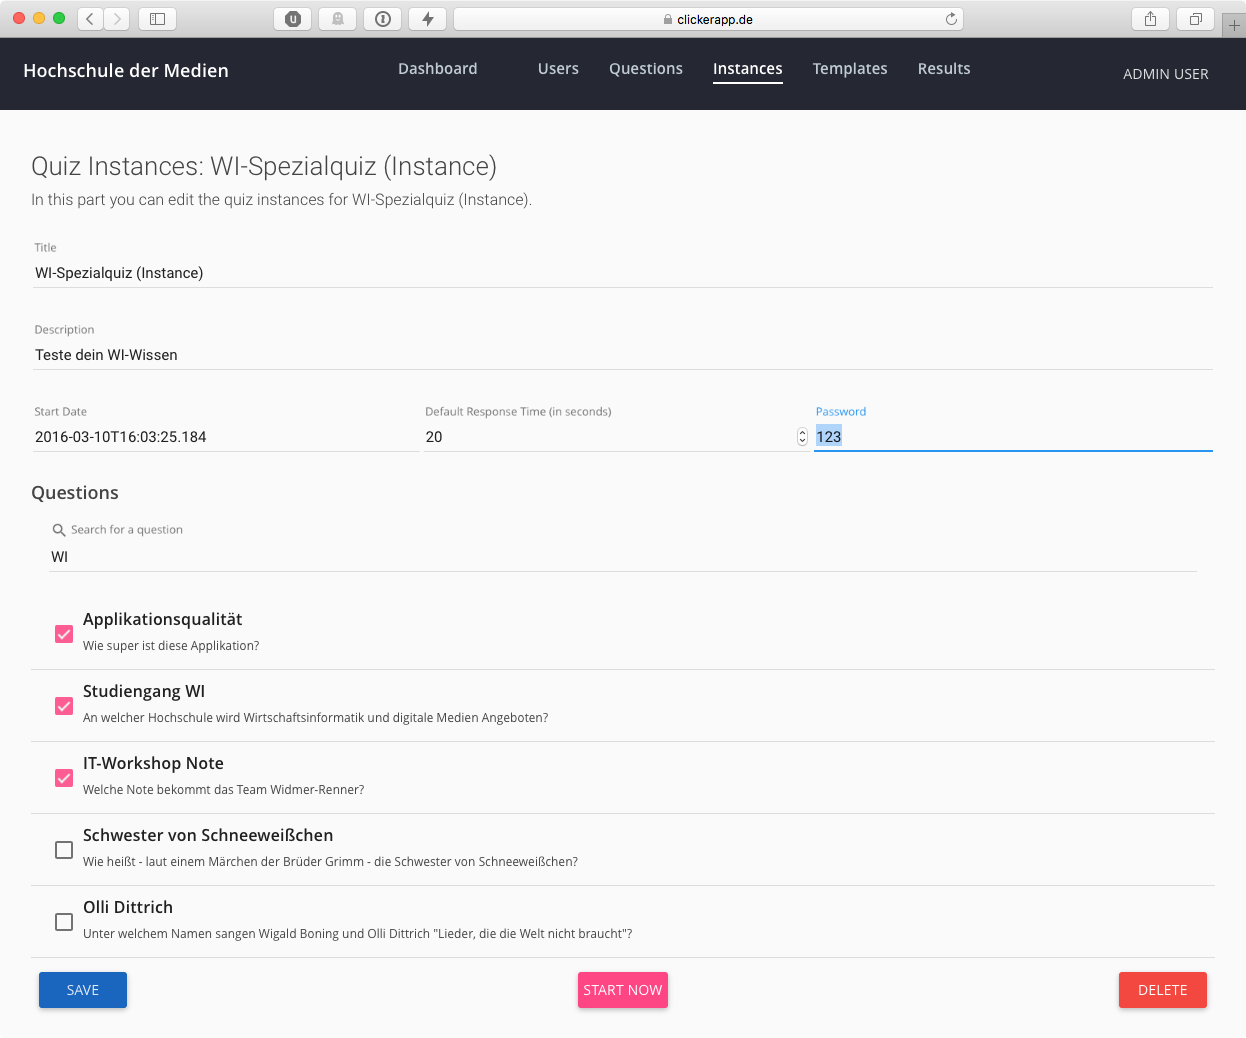 clickerapp.de
Hochschule der Medien
Dashboard Users Questions Instances Templates Results
ADMIN USER
Quiz Instances: WI-Spezialquiz (Instance)
In this part you can edit the quiz instances for WI-Spezialquiz (Instance).
Title
WI-Spezialquiz (Instance)
Description
Teste dein WI-Wissen
Start Date Default Response Time (in seconds) Password
2016-03-10T16:03:25.184 20 123
Questions
Search for a question
WI
Applikationsqualität
Wie super ist diese Applikation?
Studiengang WI
An welcher Hochschule wird Wirtschaftsinformatik und digitale Medien Angeboten?
IT-Workshop Note
Welche Note bekommt das Team Widmer-Renner?
Schwester von Schneeweißchen
Wie heißt - laut einem Märchen der Brüder Grimm - die Schwester von Schneeweißchen?
Olli Dittrich
Unter welchem Namen sangen Wigald Boning und Olli Dittrich "Lieder, die die Welt nicht braucht"?
SAVE START NOW DELETE